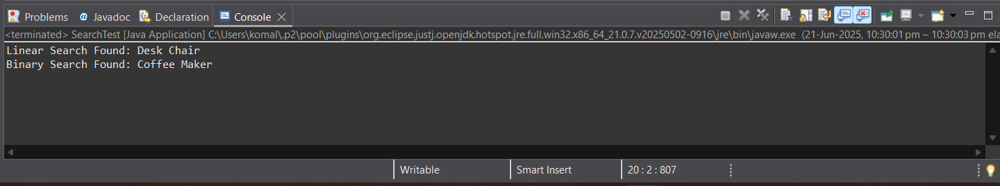 Problems @ Javadoc Declaration Console
<terminated> SearchTest [Java Application] C:\Users\komal\.p2\pool\plugins\org.eclipse.justj.openjdk.hotspot.jre.full.win32.x86_64_21.0.7.v20250502-0916\jre\bin\javaw.exe (21-Jun-2025, 10:30:01 pm – 10:30:03 pm ela
Linear Search Found: Desk Chair
Binary Search Found: Coffee Maker
Writable Smart Insert 20 : 2 : 807